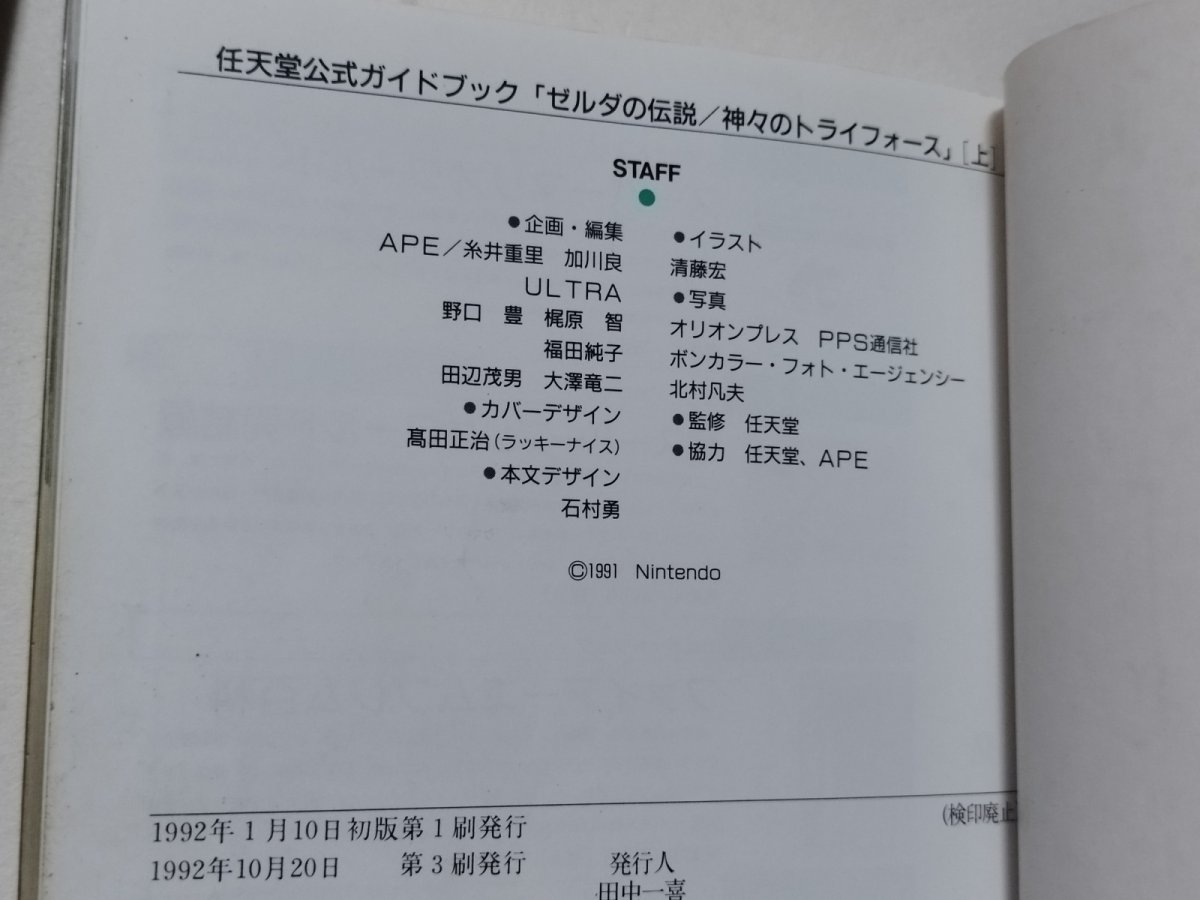 任天堂公式ガイドブック「ゼルダの伝説／神々のトライフォース」[上]
STAFF
●企画・編集
APE／糸井重里　加川良
ULTRA
野口　豊　梶原　智
福田純子
田辺茂男　大澤竜二
●カバーデザイン
髙田正治（ラッキーナイス）
●本文デザイン
石村勇
●イラスト
清藤宏
●写真
オリオンプレス　PPS通信社
ボンカラー・フォト・エージェンシー
北村凡夫
●監修　任天堂
●協力　任天堂、APE
©1991 Nintendo
（検印廃止
1992年1月10日初版第1刷発行
1992年10月20日　第3刷発行
発行人
田中一喜